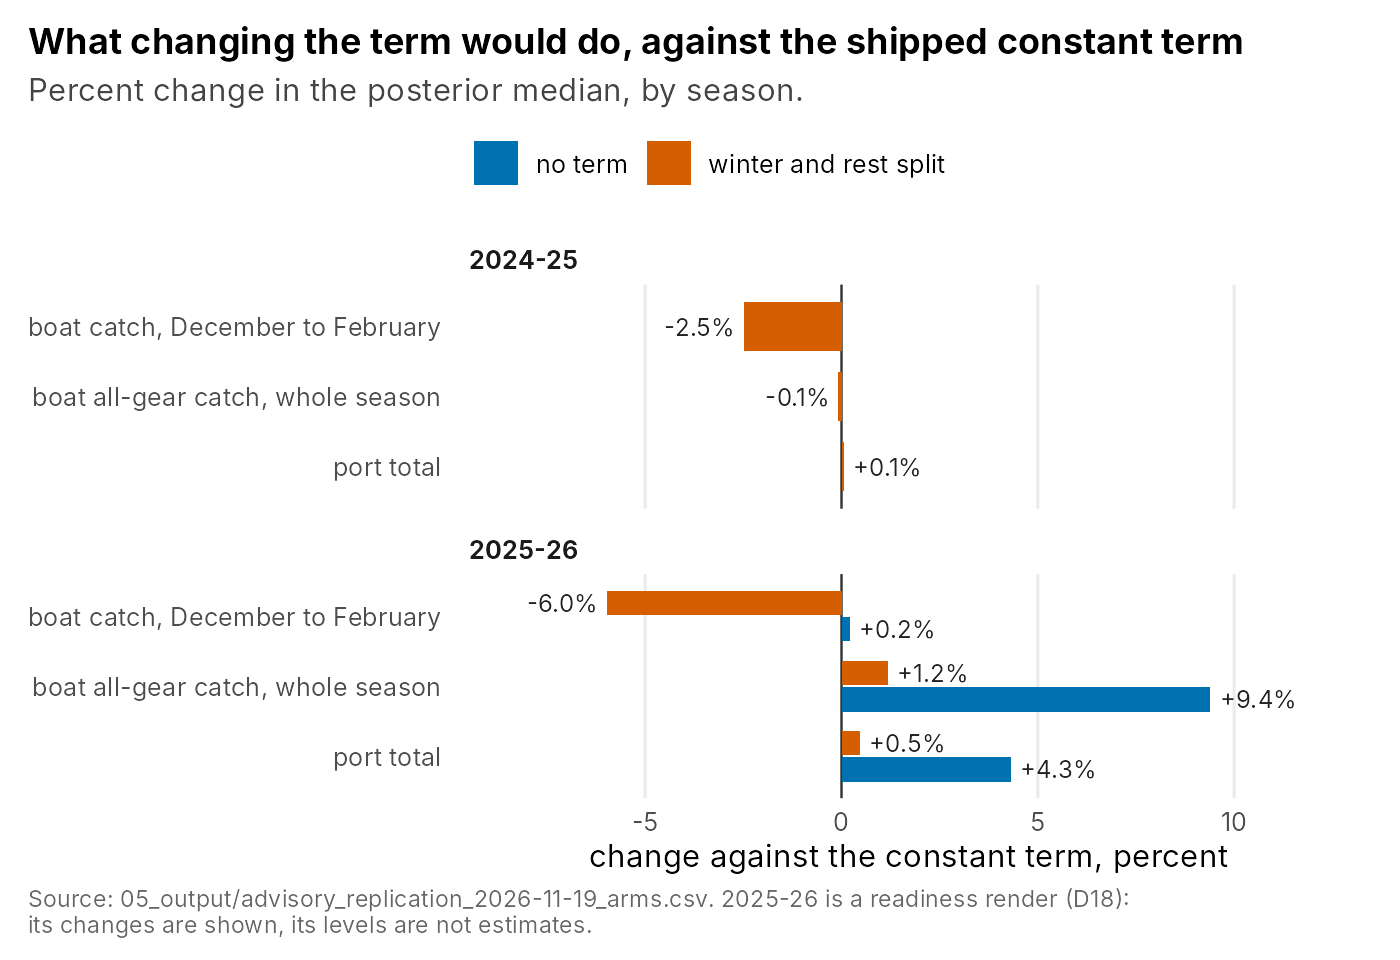 What changing the term would do, against the shipped constant term
Percent change in the posterior median, by season.
no term
winter and rest split
2024-25
boat catch, December to February
-2.5%
boat all-gear catch, whole season
-0.1%
port total
+0.1%
2025-26
boat catch, December to February
-6.0%
+0.2%
boat all-gear catch, whole season
+1.2%
+9.4%
port total
+0.5%
+4.3%
-5
0
5
10
change against the constant term, percent
Source: 05_output/advisory_replication_2026-11-19_arms.csv. 2025-26 is a readiness render (D18):
its changes are shown, its levels are not estimates.